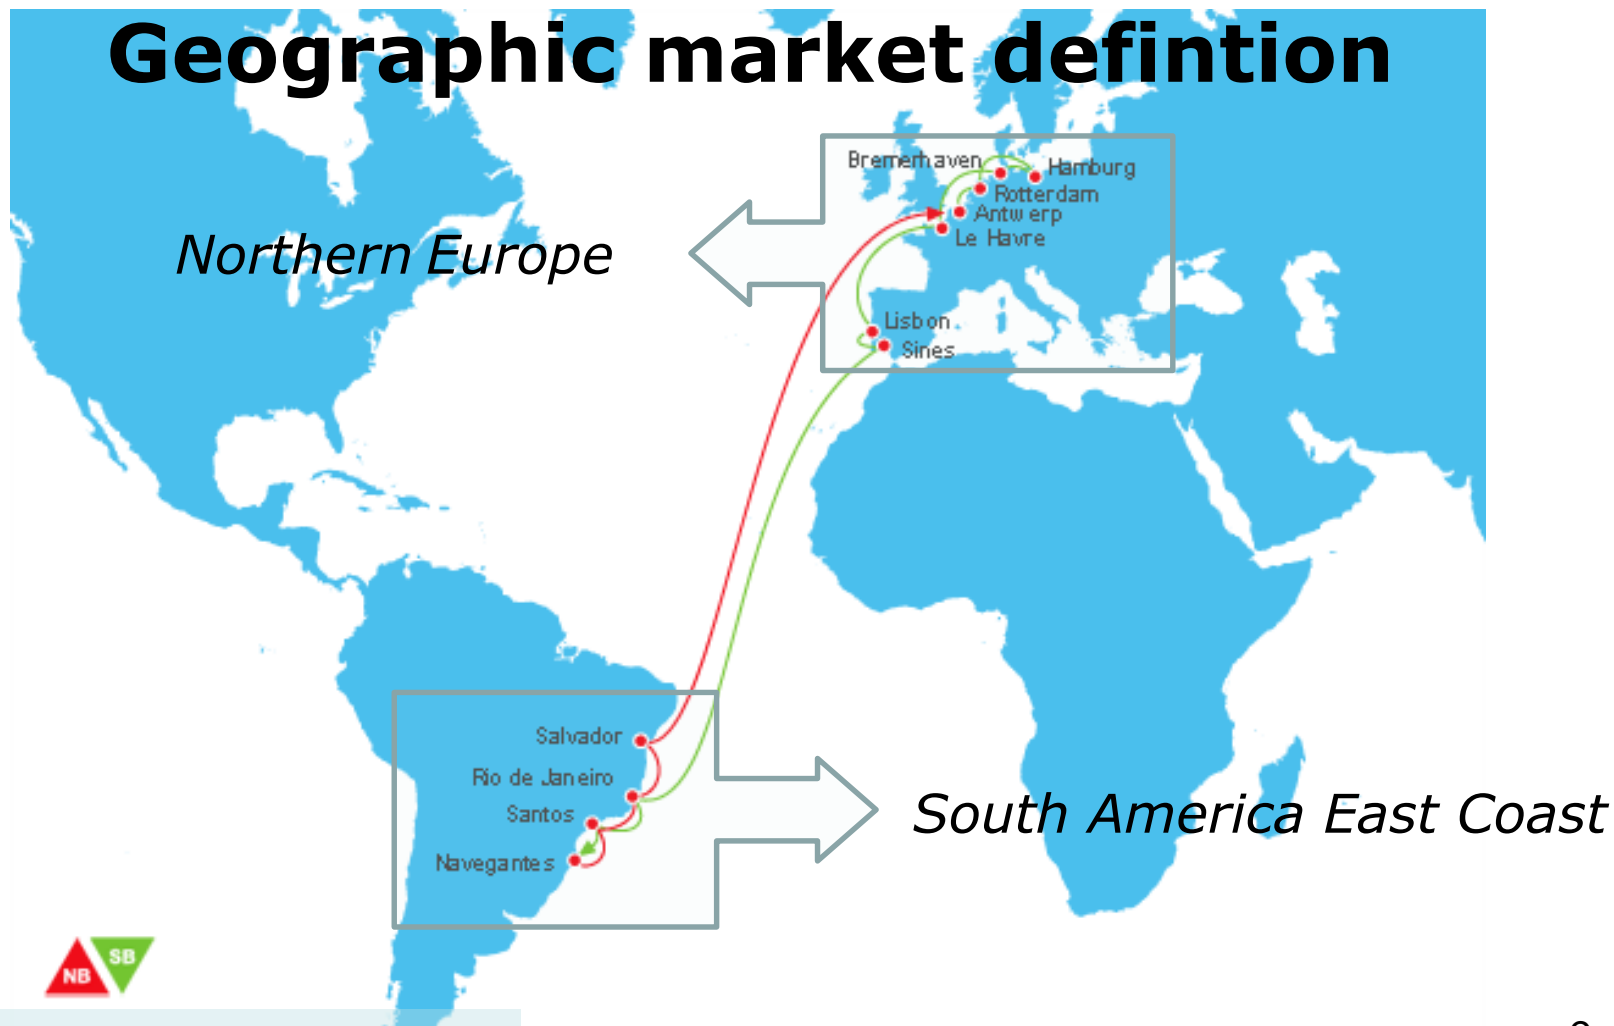 Geographic market defintion
Bremerhaven
Hamburg
Rotterdam
Antwerp
Le Havre
Northern Europe
Lisbon
Sines
Salvador
Rio de Janeiro
Santos
Navegantes
South America East Coast
NB
SB